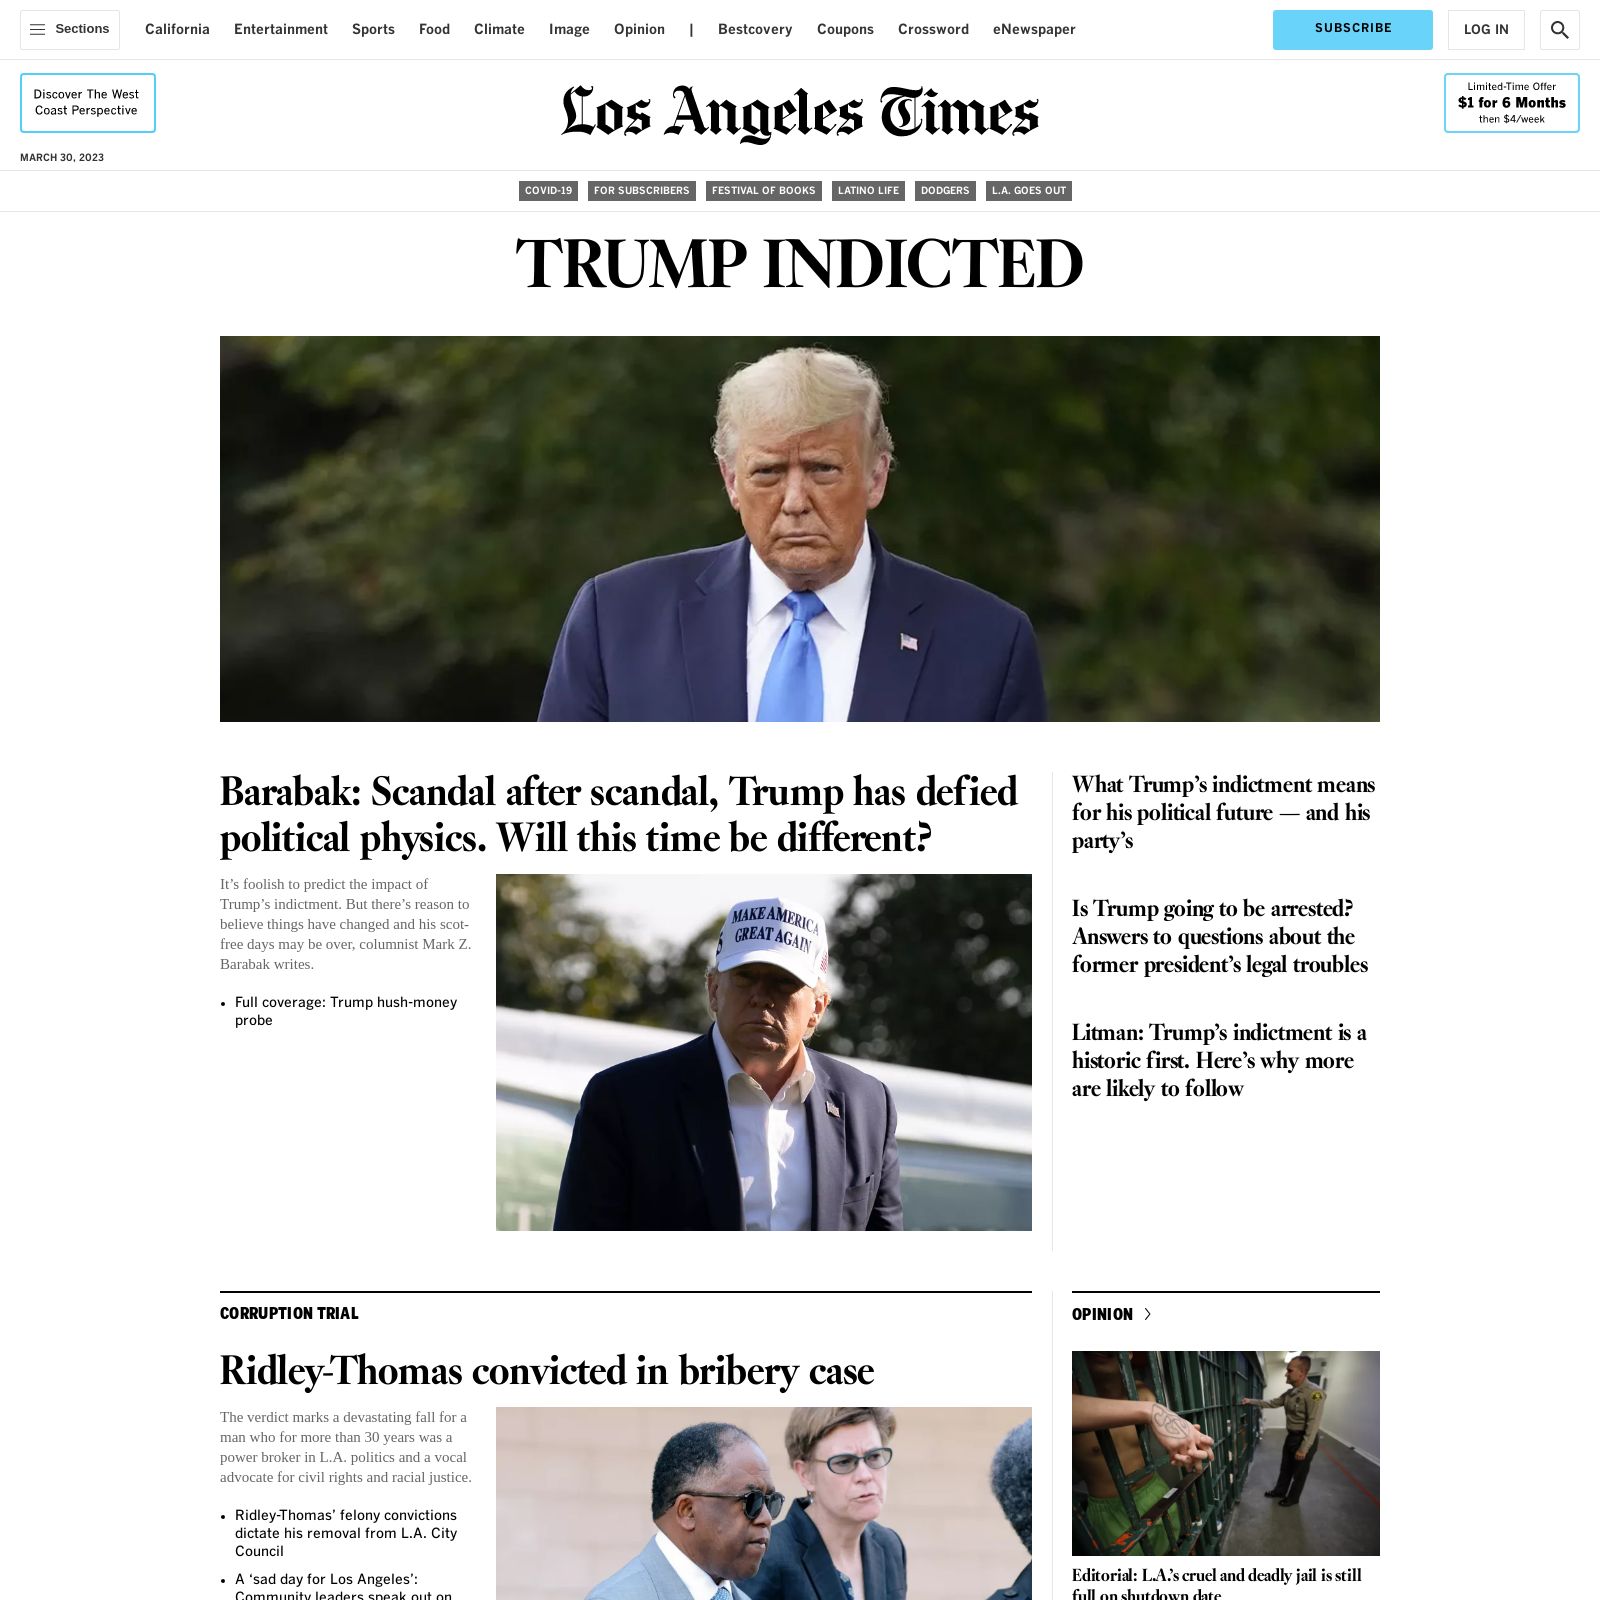 Sections
California
Entertainment
Sports
Food
Climate
Image
Opinion
|
Bestcovery
Coupons
Crossword
eNewspaper
SUBSCRIBE
LOG IN
Discover The West
Coast Perspective
Los Angeles Times
Limited-Time Offer
$1 for 6 Months
then $4/week
MARCH 30, 2023
COVID-19
FOR SUBSCRIBERS
FESTIVAL OF BOOKS
LATINO LIFE
DODGERS
L.A. GOES OUT
TRUMP INDICTED
Barabak: Scandal after scandal, Trump has defied
political physics. Will this time be different?
It’s foolish to predict the impact of
Trump’s indictment. But there’s reason to
believe things have changed and his scot-
free days may be over, columnist Mark Z.
Barabak writes.
• Full coverage: Trump hush-money
probe
MAKE AMERICA
GREAT AGAIN
What Trump’s indictment means
for his political future — and his
party’s
Is Trump going to be arrested?
Answers to questions about the
former president’s legal troubles
Litman: Trump’s indictment is a
historic first. Here’s why more
are likely to follow
CORRUPTION TRIAL
Ridley-Thomas convicted in bribery case
The verdict marks a devastating fall for a
man who for more than 30 years was a
power broker in L.A. politics and a vocal
advocate for civil rights and racial justice.
• Ridley-Thomas’ felony convictions
dictate his removal from L.A. City
Council
• A ‘sad day for Los Angeles’:
Community leaders speak out on
OPINION
Editorial: L.A.’s cruel and deadly jail is still
full on shutdown date